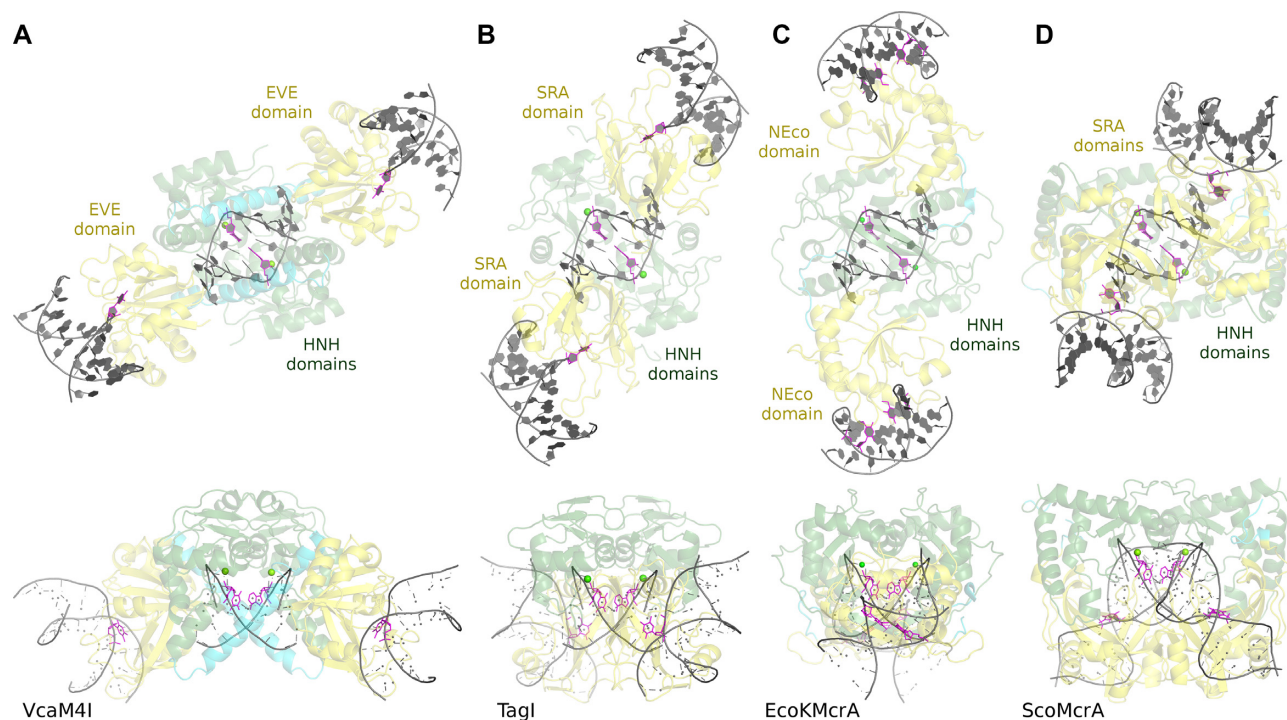 A
B
C
D
EVE
domain
EVE
domain
HNH
domains
SRA
domain
SRA
domain
HNH
domains
NEco
domain
NEco
domain
HNH
domains
SRA
domains
HNH
domains
VcaM4I
TagI
EcoKMcrA
ScoMcrA